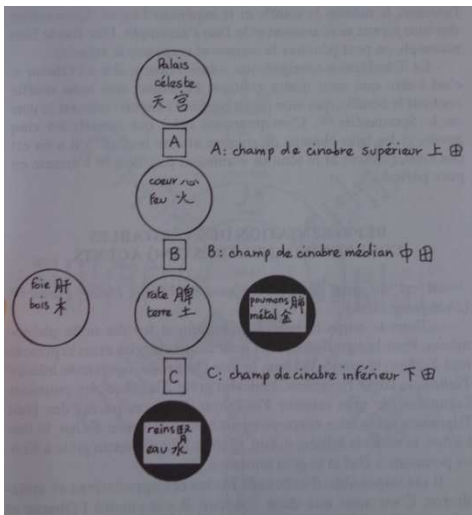 Palais
céleste
天宮
A
A: champ de cinabre supérieur 上田
coeur 心
feu 火
B
B: champ de cinabre médian 中田
foie 肝
bois 木
rate 脾
terre 土
poumons 肺
métal 金
C
C: champ de cinabre inférieur 下田
reins 腎
eau 水